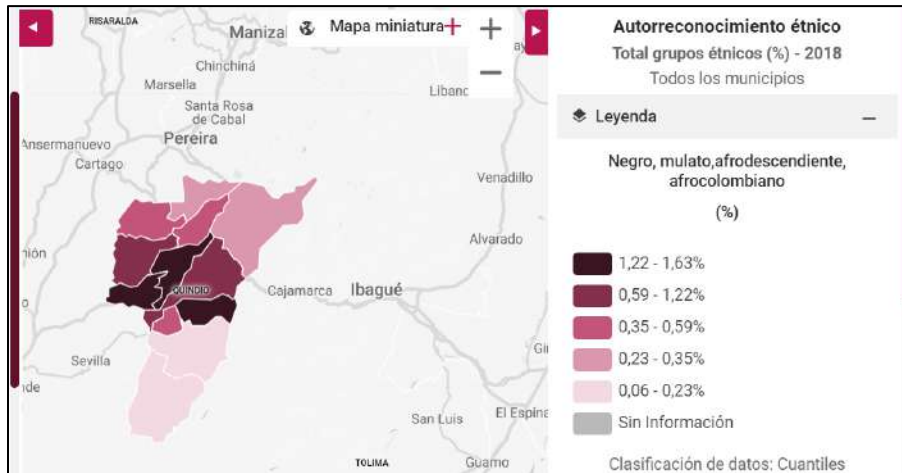 RISARALDA
Manizal
Mapa miniatura
Chinchiná
Marsella
Santa Rosa
de Cabal
Pereira
Ansermanuevo
Cartago
Venadillo
Alvarado
QUINDIO
Cajamarca
Ibagué
Sevilla
San Luis
El Espina
TOLIMA
Guamo
Autorreconocimiento étnico
Total grupos étnicos (%) - 2018
Todos los municipios
Leyenda
Negro, mulato,afrodescendiente,
afrocolombiano
(%)
1,22 - 1,63%
0,59 - 1,22%
0,35 - 0,59%
0,23 - 0,35%
0,06 - 0,23%
Sin Información
Clasificación de datos: Cuantiles